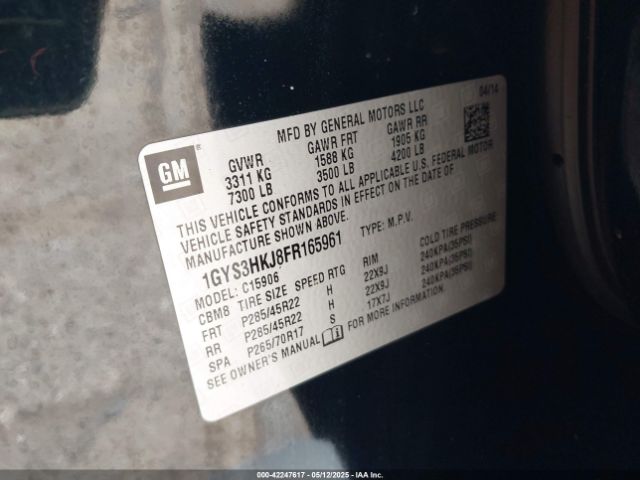 MFD BY GENERAL MOTORS LLC 04/14
GM ®
GVWR GAWR FRT GAWR RR
3311 KG 1588 KG 1905 KG
7300 LB 3500 LB 4200 LB
THIS VEHICLE CONFORMS TO ALL APPLICABLE U.S. FEDERAL MOTOR
VEHICLE SAFETY STANDARDS IN EFFECT ON THE DATE OF
MANUFACTURE SHOWN ABOVE.
1GYS3HKJ8FR165961 TYPE: M.P.V.
MODEL: C15906
CBM8 TIRE SIZE SPEED RTG RIM COLD TIRE PRESSURE
FRT P285/45R22 H 22X9J 240KPA(35PSI)
RR P285/45R22 H 22X9J 240KPA(35PSI)
SPA P265/70R17 S 17X7J 240KPA(35PSI)
SEE OWNER'S MANUAL FOR MORE INFORMATION.
000-42247617 - 05/12/2025 - IAAI.COM